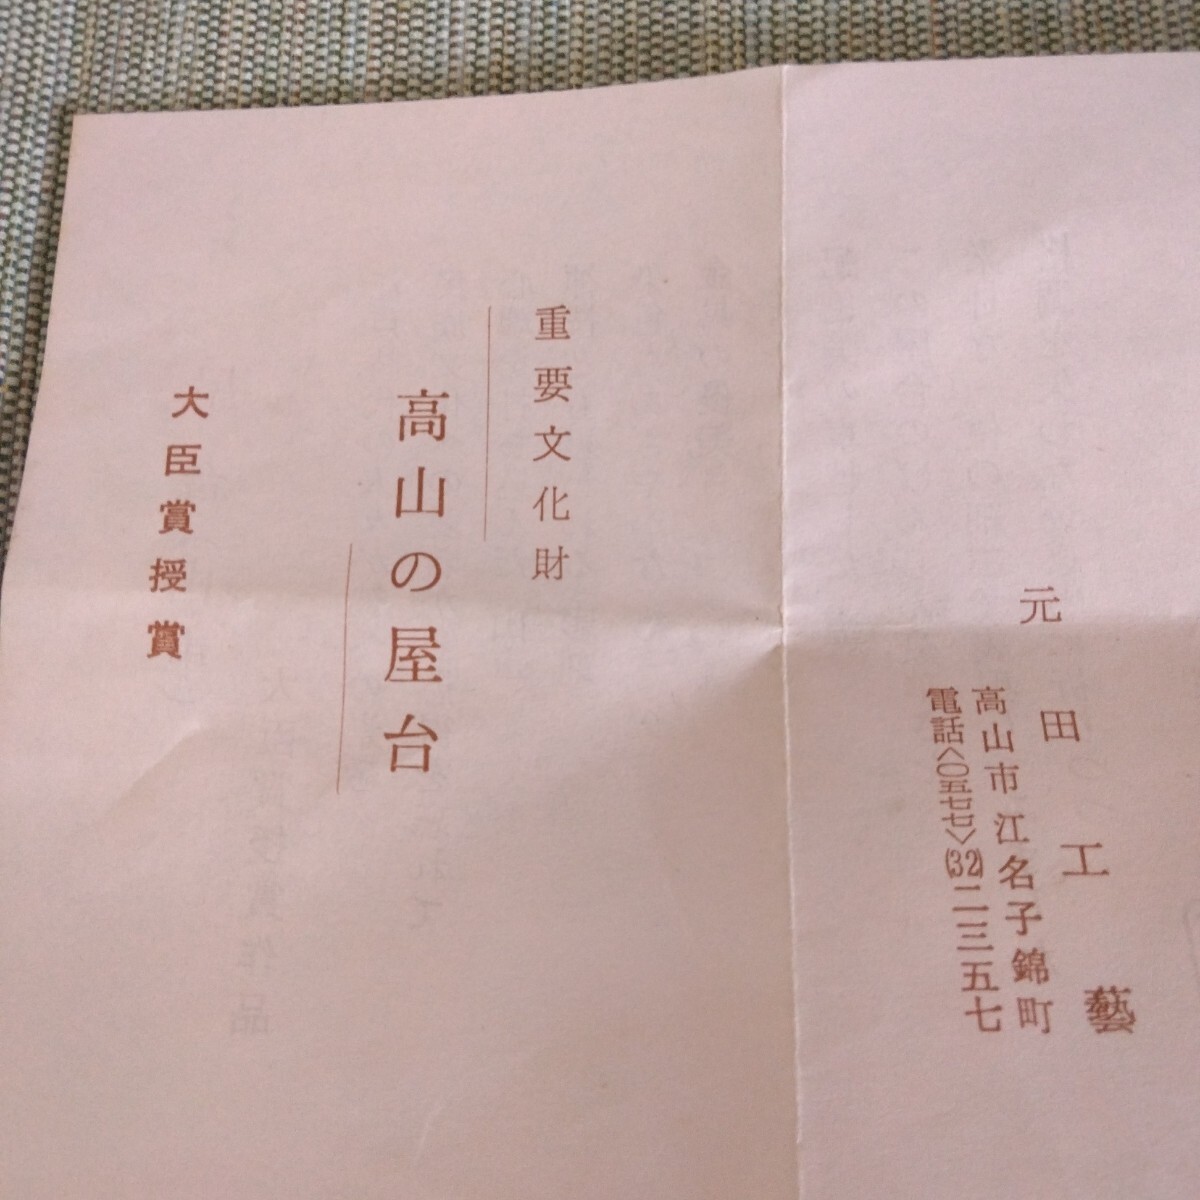 元田工藝
高山市江名子錦町
電話<〇五七七>(32)二三五七
重要文化財
高山の屋台
大臣賞授賞